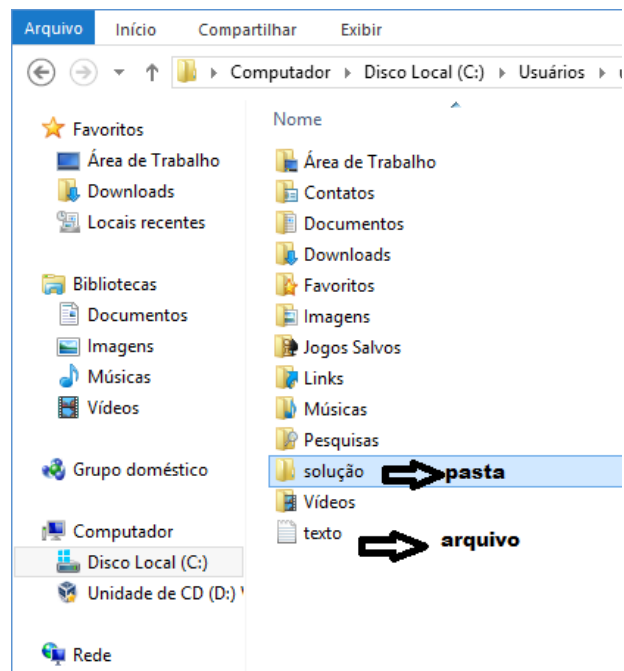 Arquivo Início Compartilhar Exibir
Computador Disco Local (C:) Usuários
Favoritos
Área de Trabalho
Downloads
Locais recentes
Bibliotecas
Documentos
Imagens
Músicas
Vídeos
Grupo doméstico
Computador
Disco Local (C:)
Unidade de CD (D:)
Rede
Nome
Área de Trabalho
Contatos
Documentos
Downloads
Favoritos
Imagens
Jogos Salvos
Links
Músicas
Pesquisas
solução pasta
Vídeos
texto arquivo